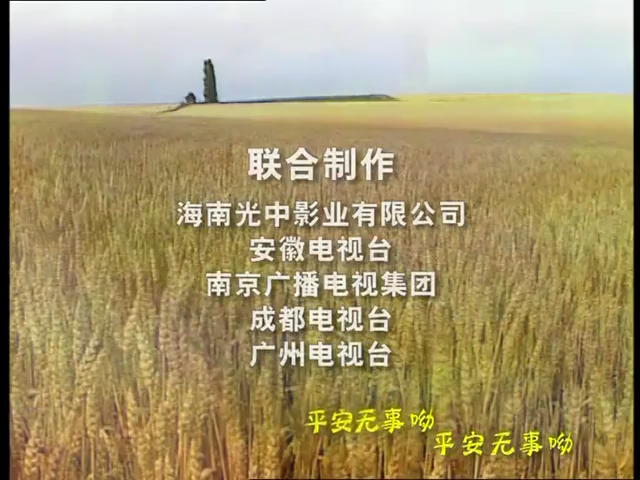 联合制作
海南光中影业有限公司
安徽电视台
南京广播电视集团
成都电视台
广州电视台
平安无事呦
平安无事呦